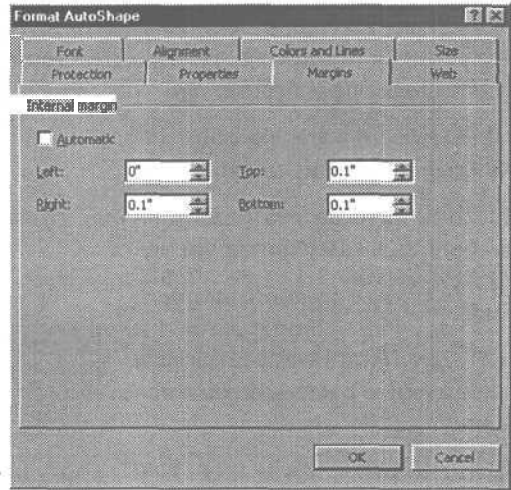 Format AutoShape
Font Alignment Colors and Lines Size
Protection Properties Margins Web
Internal margin
Automatic
Left: 0" Top: 0.1"
Right: 0.1" Bottom: 0.1"
OK Cancel